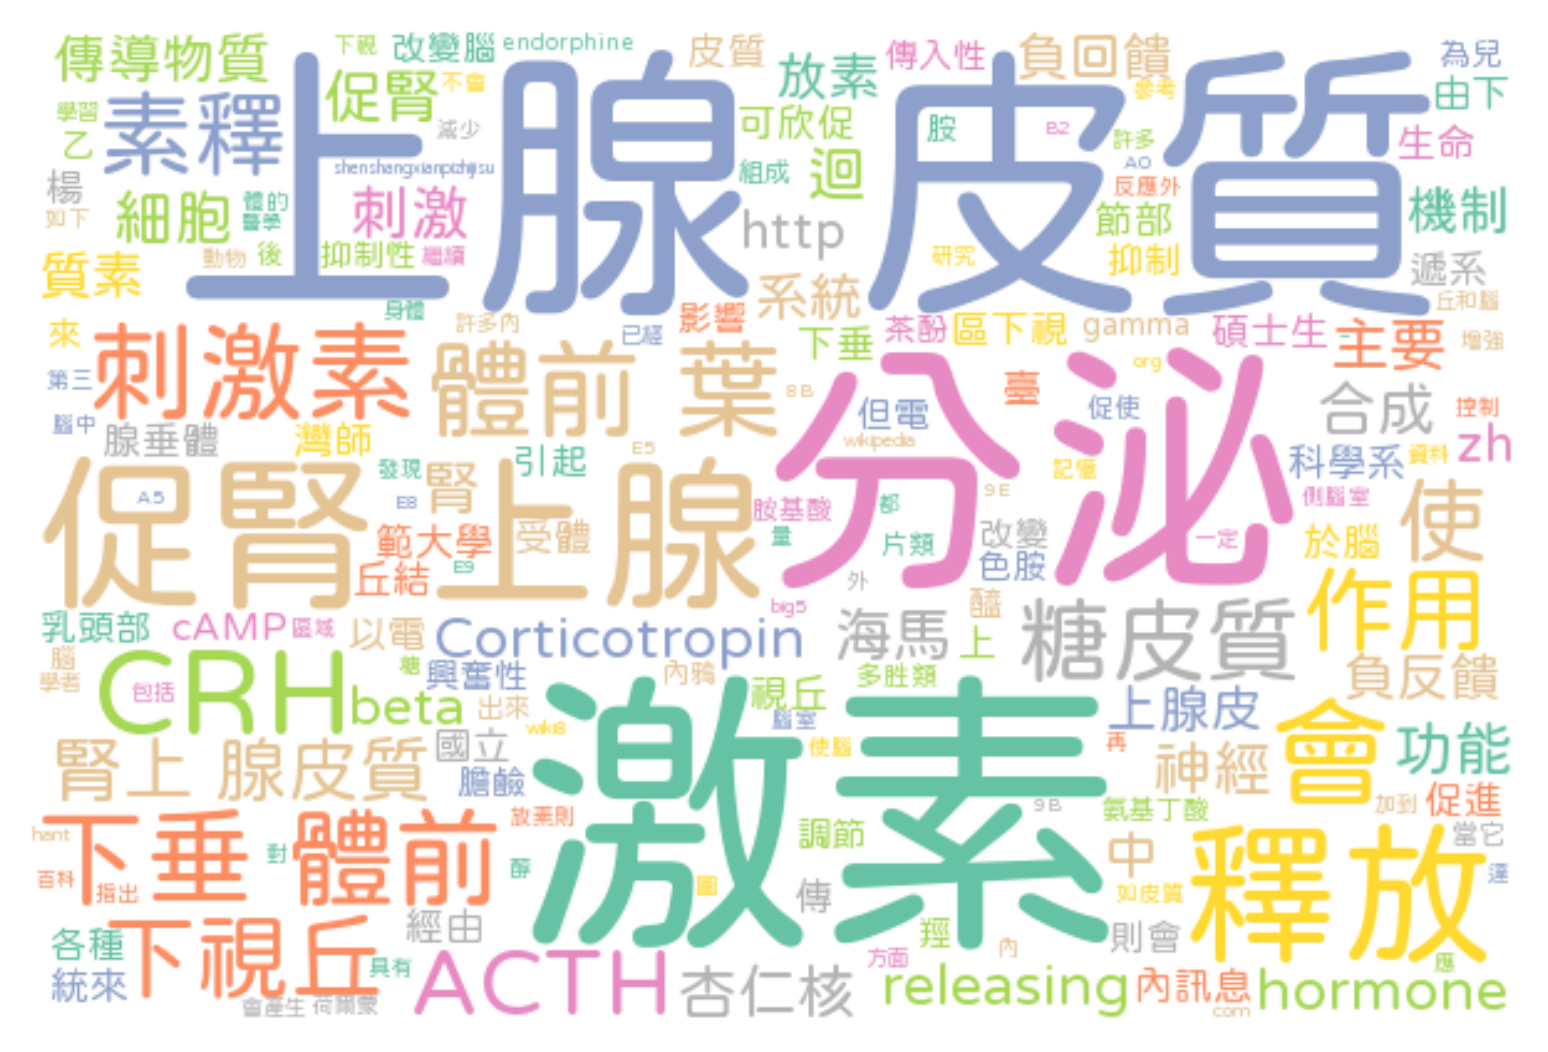 傳導物質
下視
改變腦
endorphine
皮質
放素
傳入性
負回饋
為兒
上 腺 皮質
促腎
不會
參考
由下
學習
素釋
減少
可欣促
胺
B2
許多
生命
乙
shenshangxianpizhijisu
組成
迴
AO
反應外
楊
如下
細胞
體的
醫學
刺激
http
節部
機制
動物
後
抑制性
繼續
研究
抑制
遞系
質素
系統
丘和腦
身體
許多內
已經
影響
下垂
茶酚
區下視
gamma
碩士生
主要
增強
來
刺激素
體前 葉
分泌
org
第三
8B
但電
臺
促使
合成
控制
腦中
腺垂體
灣師
wikipedia
zh
發現
腎
引起
E5
記憶
科學系
資料
促腎 上腺
A5
E8
胺基酸
都
9E
側腦室
使
範大學
受體
量
片類
改變
一定
於腦
丘結
E9
外
色胺
作用
乳頭部
cAMP
區域
以電
Corticotropin
big5
海馬
上
糖皮質
腦
學者
CRH
包括
beta
糖
興奮性
內鴉
視丘
多胜類
負反饋
出來
激素
腦室
上腺皮
會
功能
腎上 腺皮質
國立
wiki8
使腦
再
神經
膽鹼
9B
氨基丁酸
加到
促進
hant
下垂 體前
放素則
調節
釋放
當它
對
百科
指出
醇
圖
傳
中
如皮質
達
各種
下視丘
經由
羥
內
則會
統來
具有
ACTH
杏仁核
方面
releasing
內訊息
hormone
應
會產生
荷爾蒙
com